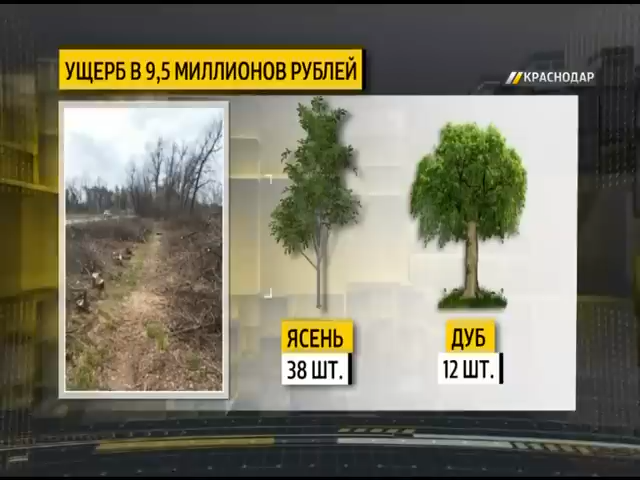 УЩЕРБ В 9,5 МИЛЛИОНОВ РУБЛЕЙ
КРАСНОДАР
ЯСЕНЬ
38 ШТ.
ДУБ
12 ШТ.